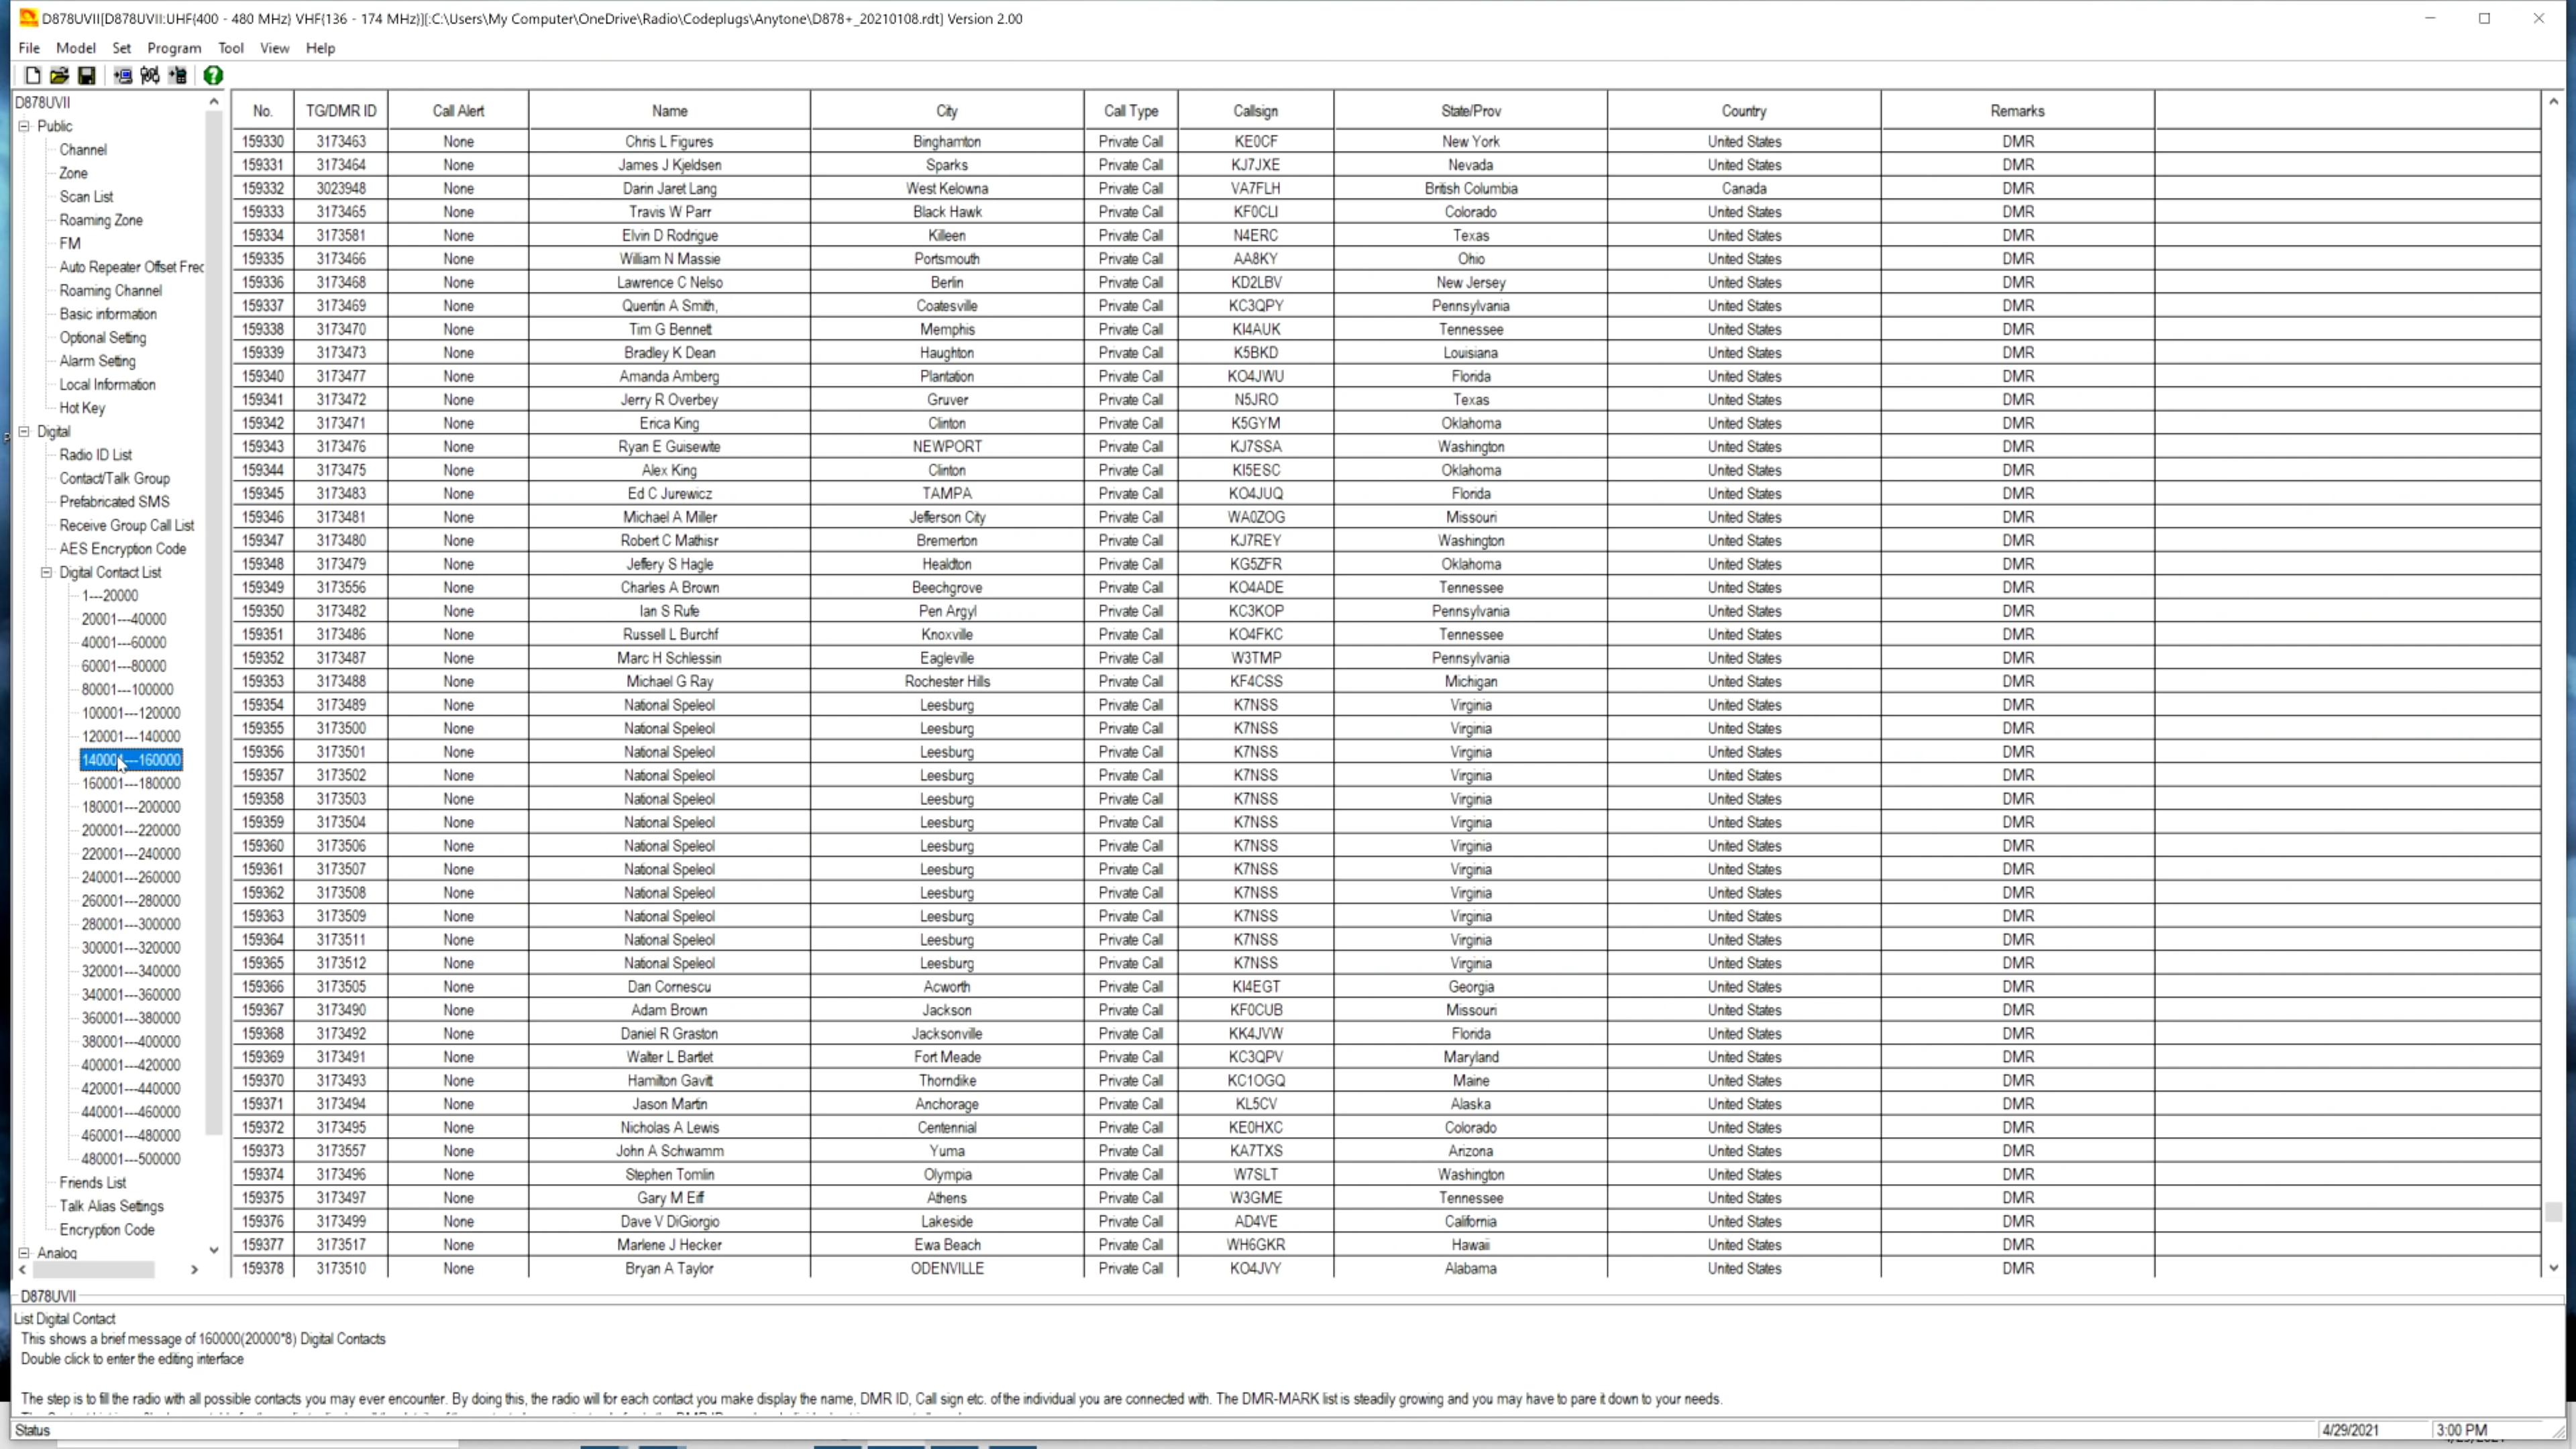 D878UVII[D878UVII:UHF(400 - 480 MHz) VHF(136 - 174 MHz)][:C:\Users\My Computer\OneDrive\Radio\Codeplugs\Anytone\D878+_20210108.rdt] Version 2.00
File Model Set Program Tool View Help
D878UVII
Public
Channel
Zone
Scan List
Roaming Zone
FM
Auto Repeater Offset Frec
Roaming Channel
Basic information
Optional Setting
Alarm Setting
Local Information
Hot Key
Digital
Radio ID List
Contact/Talk Group
Prefabricated SMS
Receive Group Call List
AES Encryption Code
Digital Contact List
1---20000
20001---40000
40001---60000
60001---80000
80001---100000
100001---120000
120001---140000
140001---160000
160001---180000
180001---200000
200001---220000
220001---240000
240001---260000
260001---280000
280001---300000
300001---320000
320001---340000
340001---360000
360001---380000
380001---400000
400001---420000
420001---440000
440001---460000
460001---480000
480001---500000
Friends List
Talk Alias Settings
Encryption Code
Analog
No. TG/DMR ID Call Alert Name City Call Type Callsign State/Prov Country Remarks
159330 3173463 None Chris L Figures Binghamton Private Call KE0CF New York United States DMR
159331 3173464 None James J Kjeldsen Sparks Private Call KJ7JXE Nevada United States DMR
159332 3023948 None Darin Jaret Lang West Kelowna Private Call VA7FLH British Columbia Canada DMR
159333 3173465 None Travis W Parr Black Hawk Private Call KF0CLI Colorado United States DMR
159334 3173581 None Elvin D Rodrigue Killeen Private Call N4ERC Texas United States DMR
159335 3173466 None William N Massie Portsmouth Private Call AA8KY Ohio United States DMR
159336 3173468 None Lawrence C Nelso Berlin Private Call KD2LBV New Jersey United States DMR
159337 3173469 None Quentin A Smith, Coatesville Private Call KC3QPY Pennsylvania United States DMR
159338 3173470 None Tim G Bennett Memphis Private Call KI4AUK Tennessee United States DMR
159339 3173473 None Bradley K Dean Haughton Private Call K5BKD Louisiana United States DMR
159340 3173477 None Amanda Amberg Plantation Private Call KO4JWU Florida United States DMR
159341 3173472 None Jerry R Overbey Gruver Private Call N5JRO Texas United States DMR
159342 3173471 None Erica King Clinton Private Call K5GYM Oklahoma United States DMR
159343 3173476 None Ryan E Guisewite NEWPORT Private Call KJ7SSA Washington United States DMR
159344 3173475 None Alex King Clinton Private Call KI5ESC Oklahoma United States DMR
159345 3173483 None Ed C Jurewicz TAMPA Private Call KO4JUQ Florida United States DMR
159346 3173481 None Michael A Miller Jefferson City Private Call WA0ZOG Missouri United States DMR
159347 3173480 None Robert C Mathisr Bremerton Private Call KJ7REY Washington United States DMR
159348 3173479 None Jeffery S Hagle Healdton Private Call KG5ZFR Oklahoma United States DMR
159349 3173556 None Charles A Brown Beechgrove Private Call KO4ADE Tennessee United States DMR
159350 3173482 None Ian S Rufe Pen Argyl Private Call KC3KOP Pennsylvania United States DMR
159351 3173486 None Russell L Burchf Knoxville Private Call KO4FKC Tennessee United States DMR
159352 3173487 None Marc H Schlessin Eagleville Private Call W3TMP Pennsylvania United States DMR
159353 3173488 None Michael G Ray Rochester Hills Private Call KF4CSS Michigan United States DMR
159354 3173489 None National Speleol Leesburg Private Call K7NSS Virginia United States DMR
159355 3173500 None National Speleol Leesburg Private Call K7NSS Virginia United States DMR
159356 3173501 None National Speleol Leesburg Private Call K7NSS Virginia United States DMR
159357 3173502 None National Speleol Leesburg Private Call K7NSS Virginia United States DMR
159358 3173503 None National Speleol Leesburg Private Call K7NSS Virginia United States DMR
159359 3173504 None National Speleol Leesburg Private Call K7NSS Virginia United States DMR
159360 3173506 None National Speleol Leesburg Private Call K7NSS Virginia United States DMR
159361 3173507 None National Speleol Leesburg Private Call K7NSS Virginia United States DMR
159362 3173508 None National Speleol Leesburg Private Call K7NSS Virginia United States DMR
159363 3173509 None National Speleol Leesburg Private Call K7NSS Virginia United States DMR
159364 3173511 None National Speleol Leesburg Private Call K7NSS Virginia United States DMR
159365 3173512 None National Speleol Leesburg Private Call K7NSS Virginia United States DMR
159366 3173505 None Dan Cornescu Acworth Private Call KI4EGT Georgia United States DMR
159367 3173490 None Adam Brown Jackson Private Call KF0CUB Missouri United States DMR
159368 3173492 None Daniel R Graston Jacksonville Private Call KK4JVW Florida United States DMR
159369 3173491 None Walter L Bartlet Fort Meade Private Call KC3QPV Maryland United States DMR
159370 3173493 None Hamilton Gavitt Thorndike Private Call KC1OGQ Maine United States DMR
159371 3173494 None Jason Martin Anchorage Private Call KL5CV Alaska United States DMR
159372 3173495 None Nicholas A Lewis Centennial Private Call KE0HXC Colorado United States DMR
159373 3173557 None John A Schwamm Yuma Private Call KA7TXS Arizona United States DMR
159374 3173496 None Stephen Tomlin Olympia Private Call W7SLT Washington United States DMR
159375 3173497 None Gary M Eiff Athens Private Call W3GME Tennessee United States DMR
159376 3173499 None Dave V DiGiorgio Lakeside Private Call AD4VE California United States DMR
159377 3173517 None Marlene J Hecker Ewa Beach Private Call WH6GKR Hawaii United States DMR
159378 3173510 None Bryan A Taylor ODENVILLE Private Call KO4JVY Alabama United States DMR
D878UVII
List Digital Contact
This shows a brief message of 160000(20000*8) Digital Contacts
Double click to enter the editing interface
The step is to fill the radio with all possible contacts you may ever encounter. By doing this, the radio will for each contact you make display the name, DMR ID, Call sign etc. of the individual you are connected with. The DMR-MARK list is steadily growing and you may have to pare it down to your needs.
Status 4/29/2021 3:00 PM